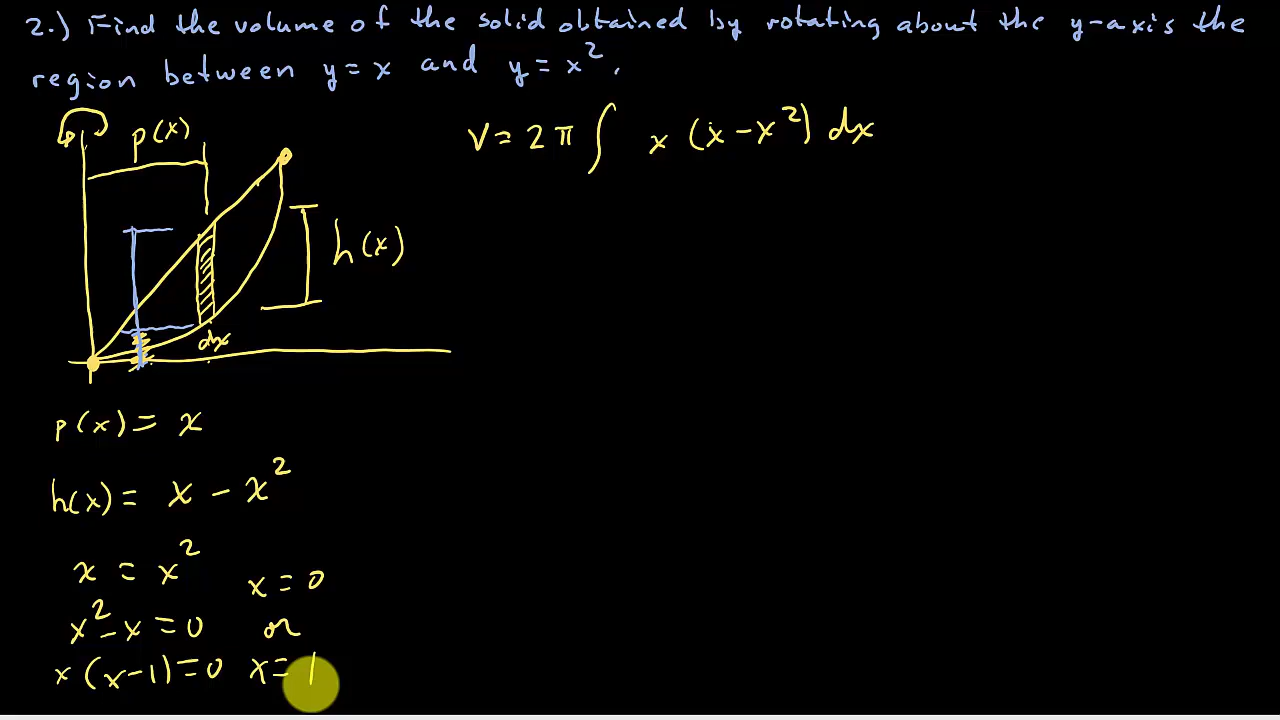 2.) Find the volume of the solid obtained by rotating about the y-axis the
region between y = x and y = x².
p(x)
V = 2π ∫ x (x - x²) dx
h(x)
dx
p(x) = x
h(x) = x - x²
x = x² x = 0
x² - x = 0 or
x (x - 1) = 0 x = 1